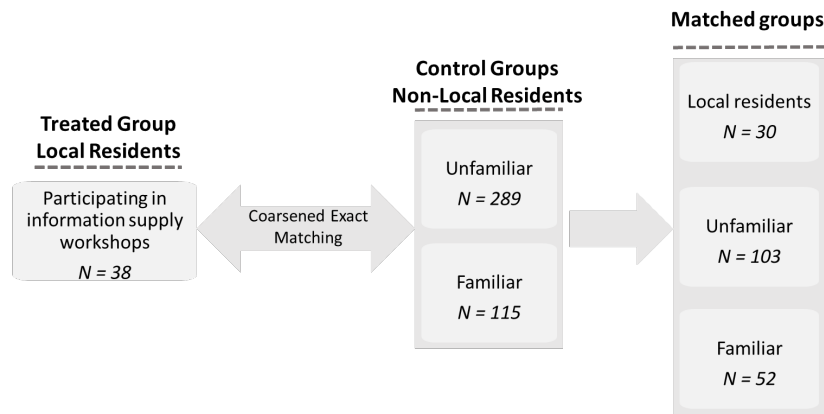 Treated Group
Local Residents
Participating in
information supply
workshops
N = 38
Coarsened Exact
Matching
Control Groups
Non-Local Residents
Unfamiliar
N = 289
Familiar
N = 115
Matched groups
Local residents
N = 30
Unfamiliar
N = 103
Familiar
N = 52